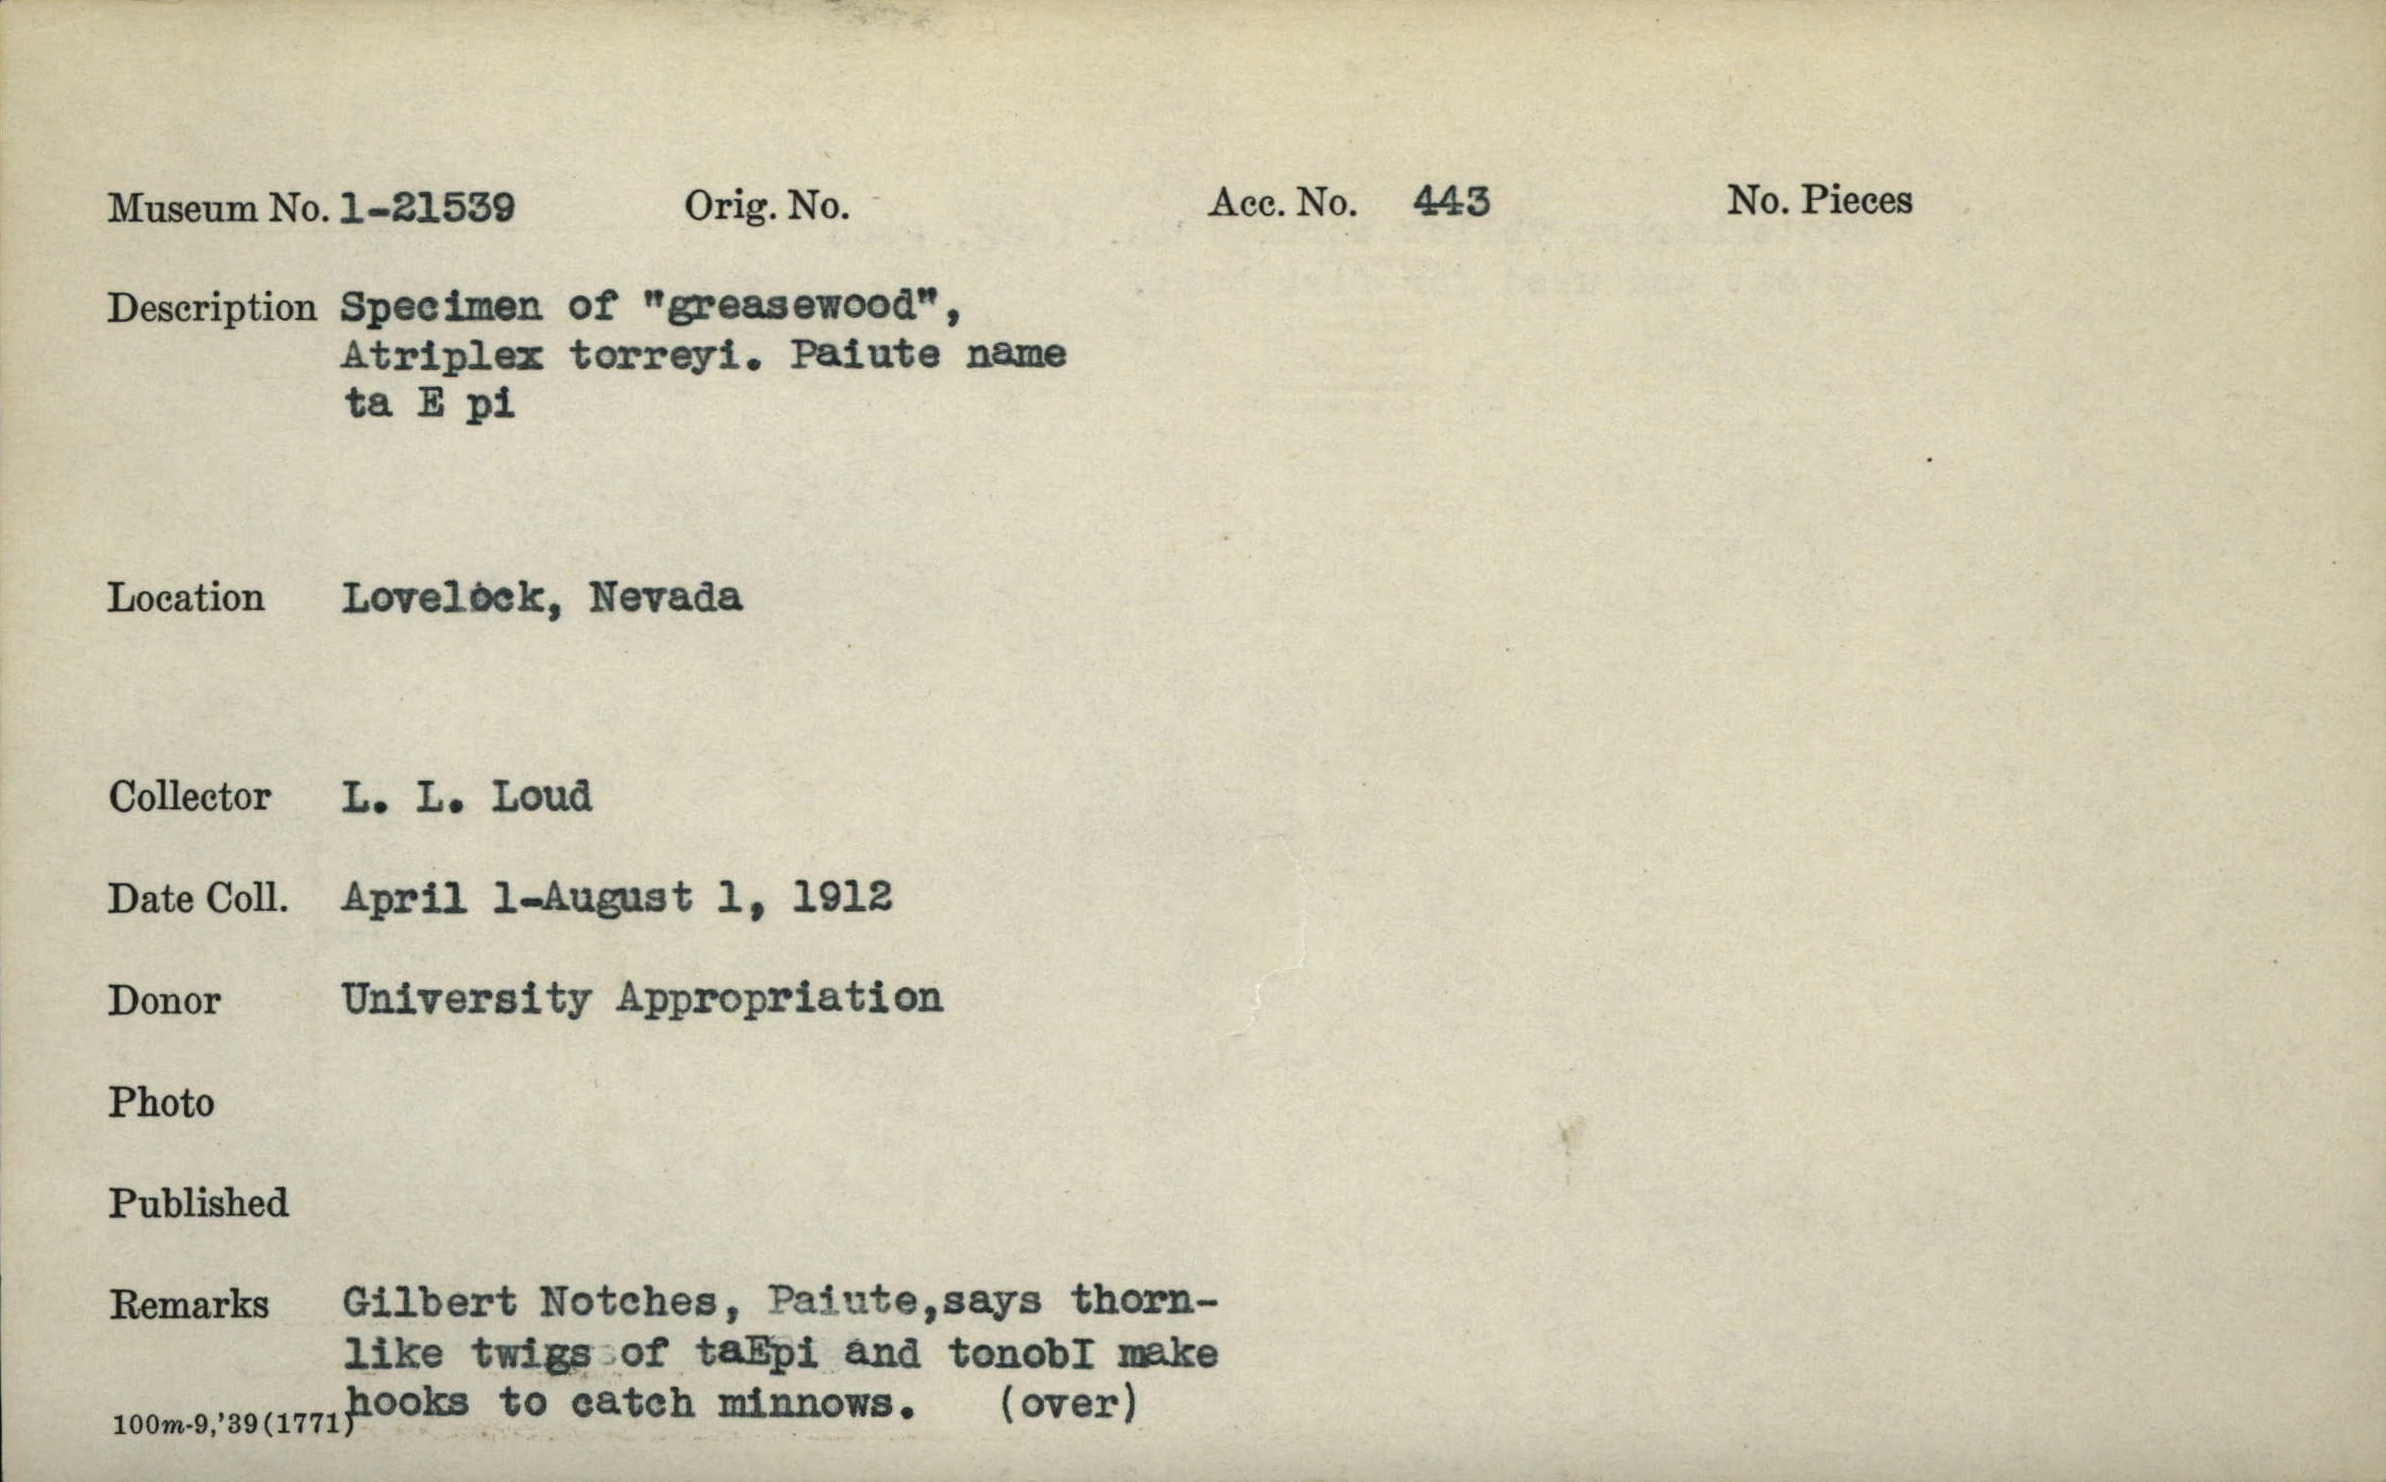 Museum No. 1-21539 Orig. No. Acc. No. 443 No. Pieces
Description Specimen of "greasewood",
Atriplex torreyi. Paiute name
ta E pi
Location Lovelock, Nevada
Collector L. L. Loud
Date Coll. April 1-August 1, 1912
Donor University Appropriation
Photo
Published
Remarks Gilbert Notches, Paiute,says thorn-
like twigs of taEpi and tonobI make
hooks to catch minnows. (over)
100m-9,'39(1771)